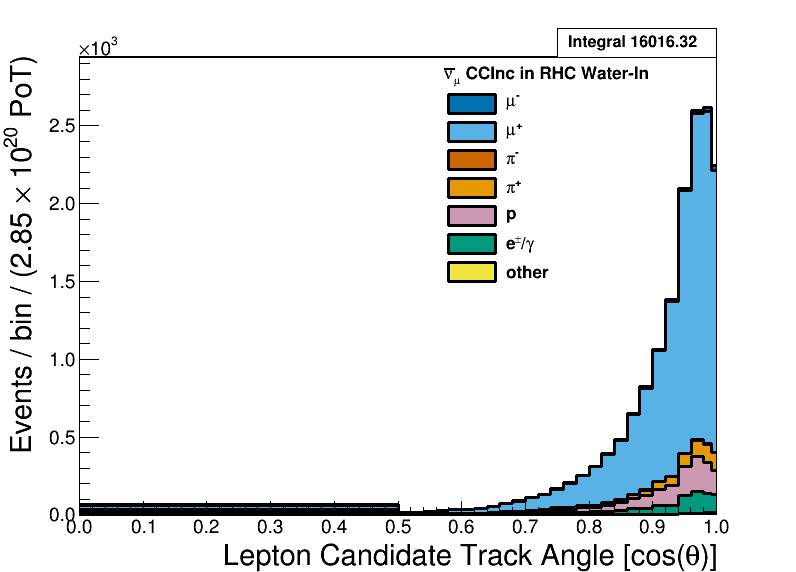 ×10³
Integral 16016.32
ν̅μ CCInc in RHC Water-In
μ⁻
μ⁺
π⁻
π⁺
p
e±/γ
other
Events / bin / (2.85 × 10²⁰ PoT)
2.5
2.0
1.5
1.0
0.5
0.0
0.0 0.1 0.2 0.3 0.4 0.5 0.6 0.7 0.8 0.9 1.0
Lepton Candidate Track Angle [cos(θ)]